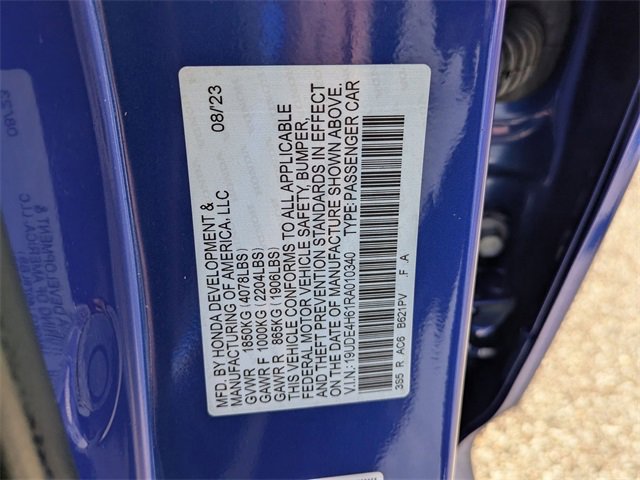 MFD. BY HONDA DEVELOPMENT & 08/23
MANUFACTURING OF AMERICA, LLC
GVWR 1850KG (4078LBS)
GAWR F 1000KG (2204LBS)
GAWR R 865KG (1906LBS)
THIS VEHICLE CONFORMS TO ALL APPLICABLE
FEDERAL MOTOR VEHICLE SAFETY, BUMPER,
AND THEFT PREVENTION STANDARDS IN EFFECT
ON THE DATE OF MANUFACTURE SHOWN ABOVE.
V.I.N.: 19UDE4H61RA010340 TYPE: PASSENGER CAR
3S5 R AC6 B621PV .F .A